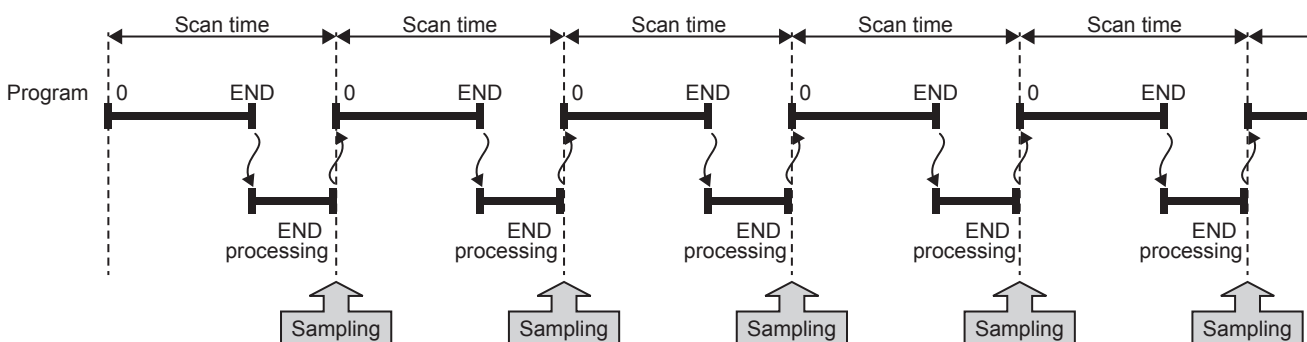 Scan time Scan time Scan time Scan time Scan time
Program 0 END 0 END 0 END 0 END 0 END
END processing END processing END processing END processing END processing
Sampling Sampling Sampling Sampling Sampling